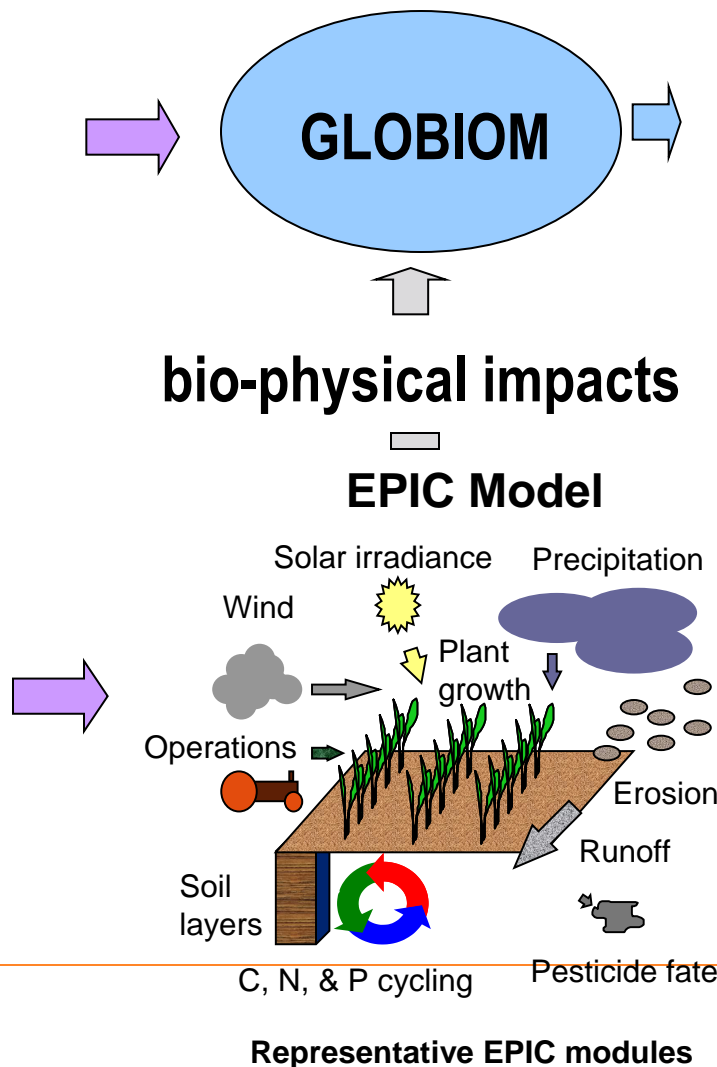 GLOBIOM
bio-physical impacts
EPIC Model
Solar irradiance
Precipitation
Wind
Plant
growth
Operations
Erosion
Runoff
Soil
layers
Pesticide fate
C, N, & P cycling
Representative EPIC modules